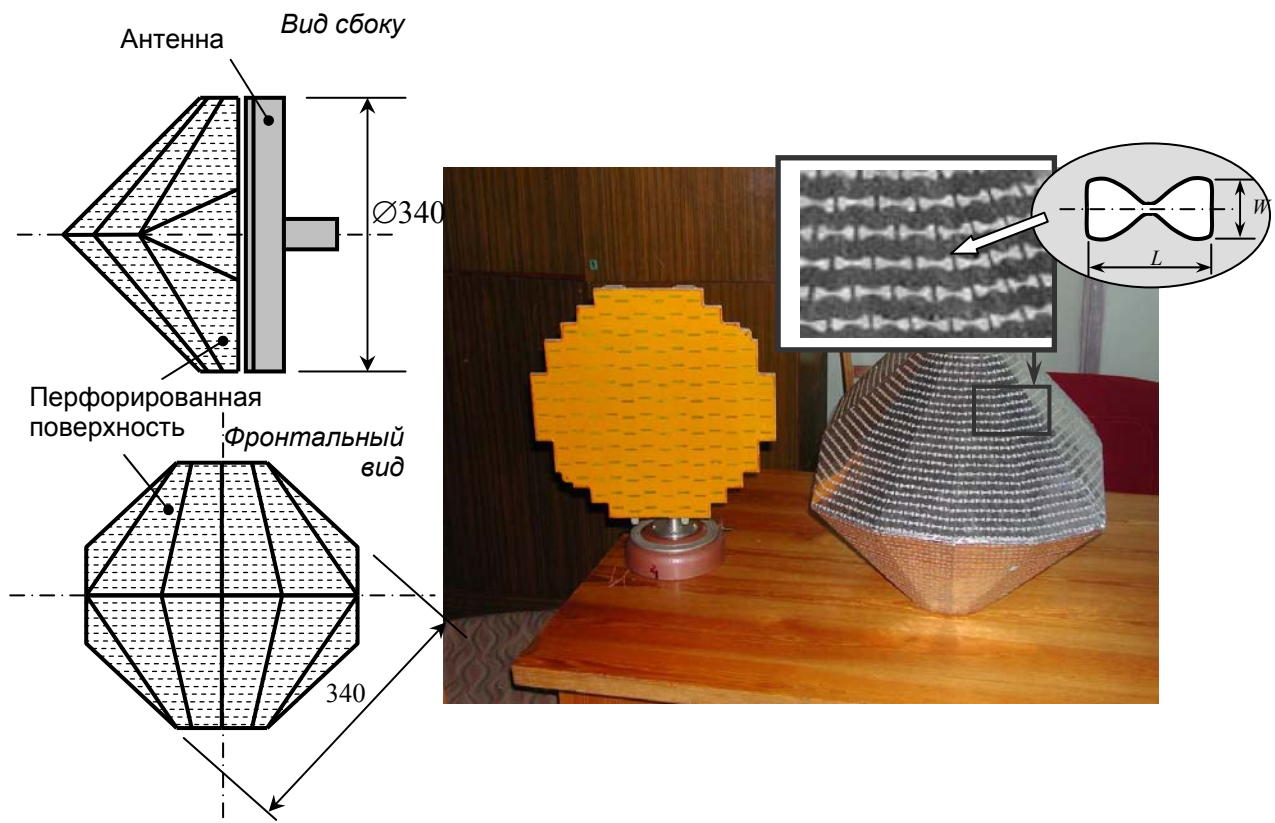 Вид сбоку
Антенна
∅340
W
L
Перфорированная
поверхность
Фронтальный
вид
340